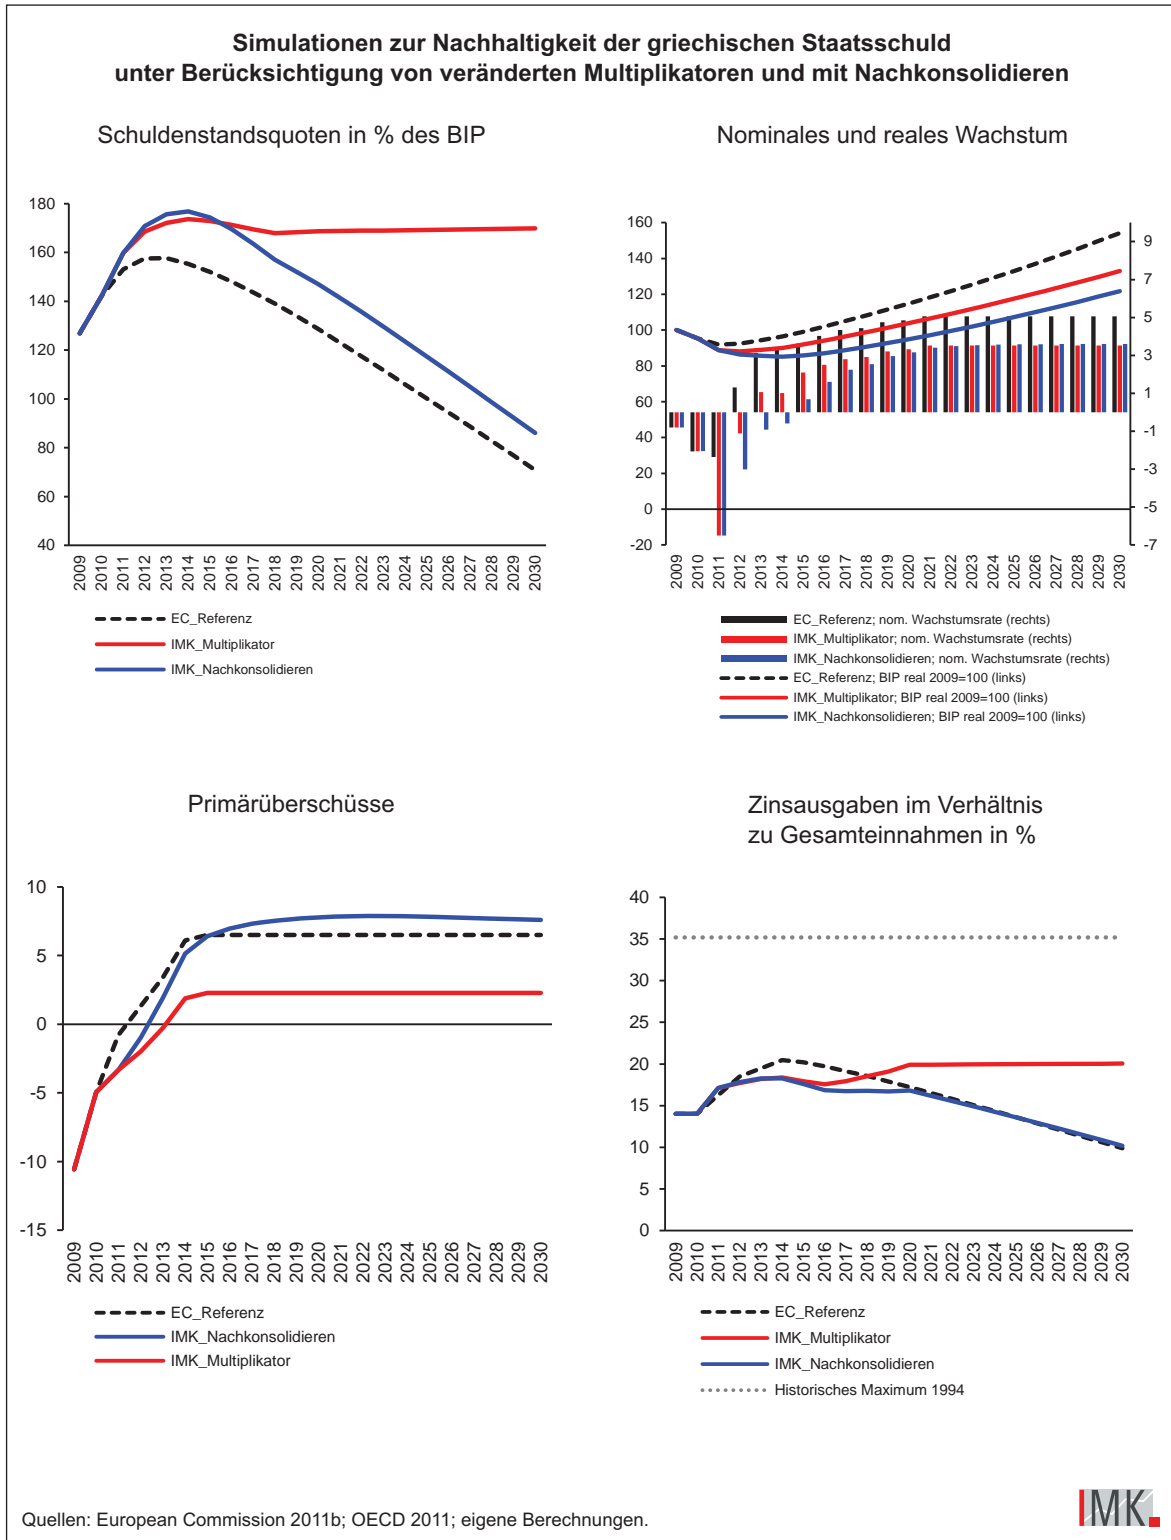 Simulationen zur Nachhaltigkeit der griechischen Staatsschuld
unter Berücksichtigung von veränderten Multiplikatoren und mit Nachkonsolidieren
Schuldenstandsquoten in % des BIP
180
160
140
120
100
80
60
40
2009 2010 2011 2012 2013 2014 2015 2016 2017 2018 2019 2020 2021 2022 2023 2024 2025 2026 2027 2028 2029 2030
EC_Referenz
IMK_Multiplikator
IMK_Nachkonsolidieren
Nominales und reales Wachstum
160
140
120
100
80
60
40
20
0
-20
9
7
5
3
1
-1
-3
-5
-7
2009 2010 2011 2012 2013 2014 2015 2016 2017 2018 2019 2020 2021 2022 2023 2024 2025 2026 2027 2028 2029 2030
EC_Referenz; nom. Wachstumsrate (rechts)
IMK_Multiplikator; nom. Wachstumsrate (rechts)
IMK_Nachkonsolidieren; nom. Wachstumsrate (rechts)
EC_Referenz; BIP real 2009=100 (links)
IMK_Multiplikator; BIP real 2009=100 (links)
IMK_Nachkonsolidieren; BIP real 2009=100 (links)
Primärüberschüsse
10
5
0
-5
-10
-15
2009 2010 2011 2012 2013 2014 2015 2016 2017 2018 2019 2020 2021 2022 2023 2024 2025 2026 2027 2028 2029 2030
EC_Referenz
IMK_Nachkonsolidieren
IMK_Multiplikator
Zinsausgaben im Verhältnis
zu Gesamteinnahmen in %
40
35
30
25
20
15
10
5
0
2009 2010 2011 2012 2013 2014 2015 2016 2017 2018 2019 2020 2021 2022 2023 2024 2025 2026 2027 2028 2029 2030
EC_Referenz
IMK_Multiplikator
IMK_Nachkonsolidieren
Historisches Maximum 1994
Quellen: European Commission 2011b; OECD 2011; eigene Berechnungen.
IMK